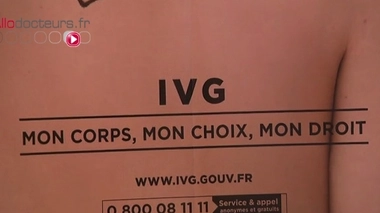 Allodocteurs.fr
IVG
MON CORPS, MON CHOIX, MON DROIT
WWW.IVG.GOUV.FR
0 800 08 11 11
Service & appel
anonymes et gratuits